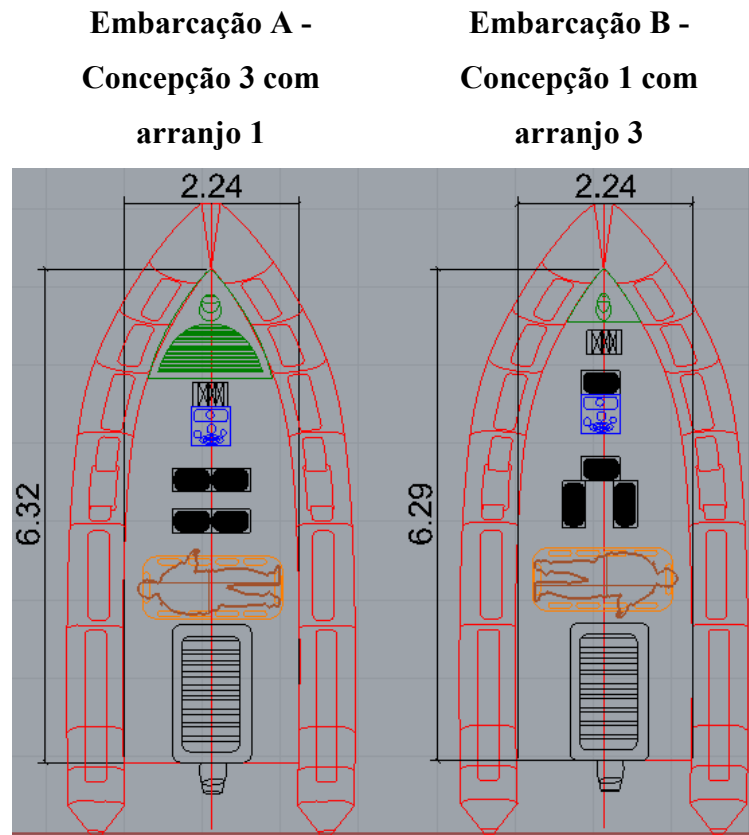 Embarcação A -
Concepção 3 com
arranjo 1
Embarcação B -
Concepção 1 com
arranjo 3
2.24
6.32
2.24
6.29